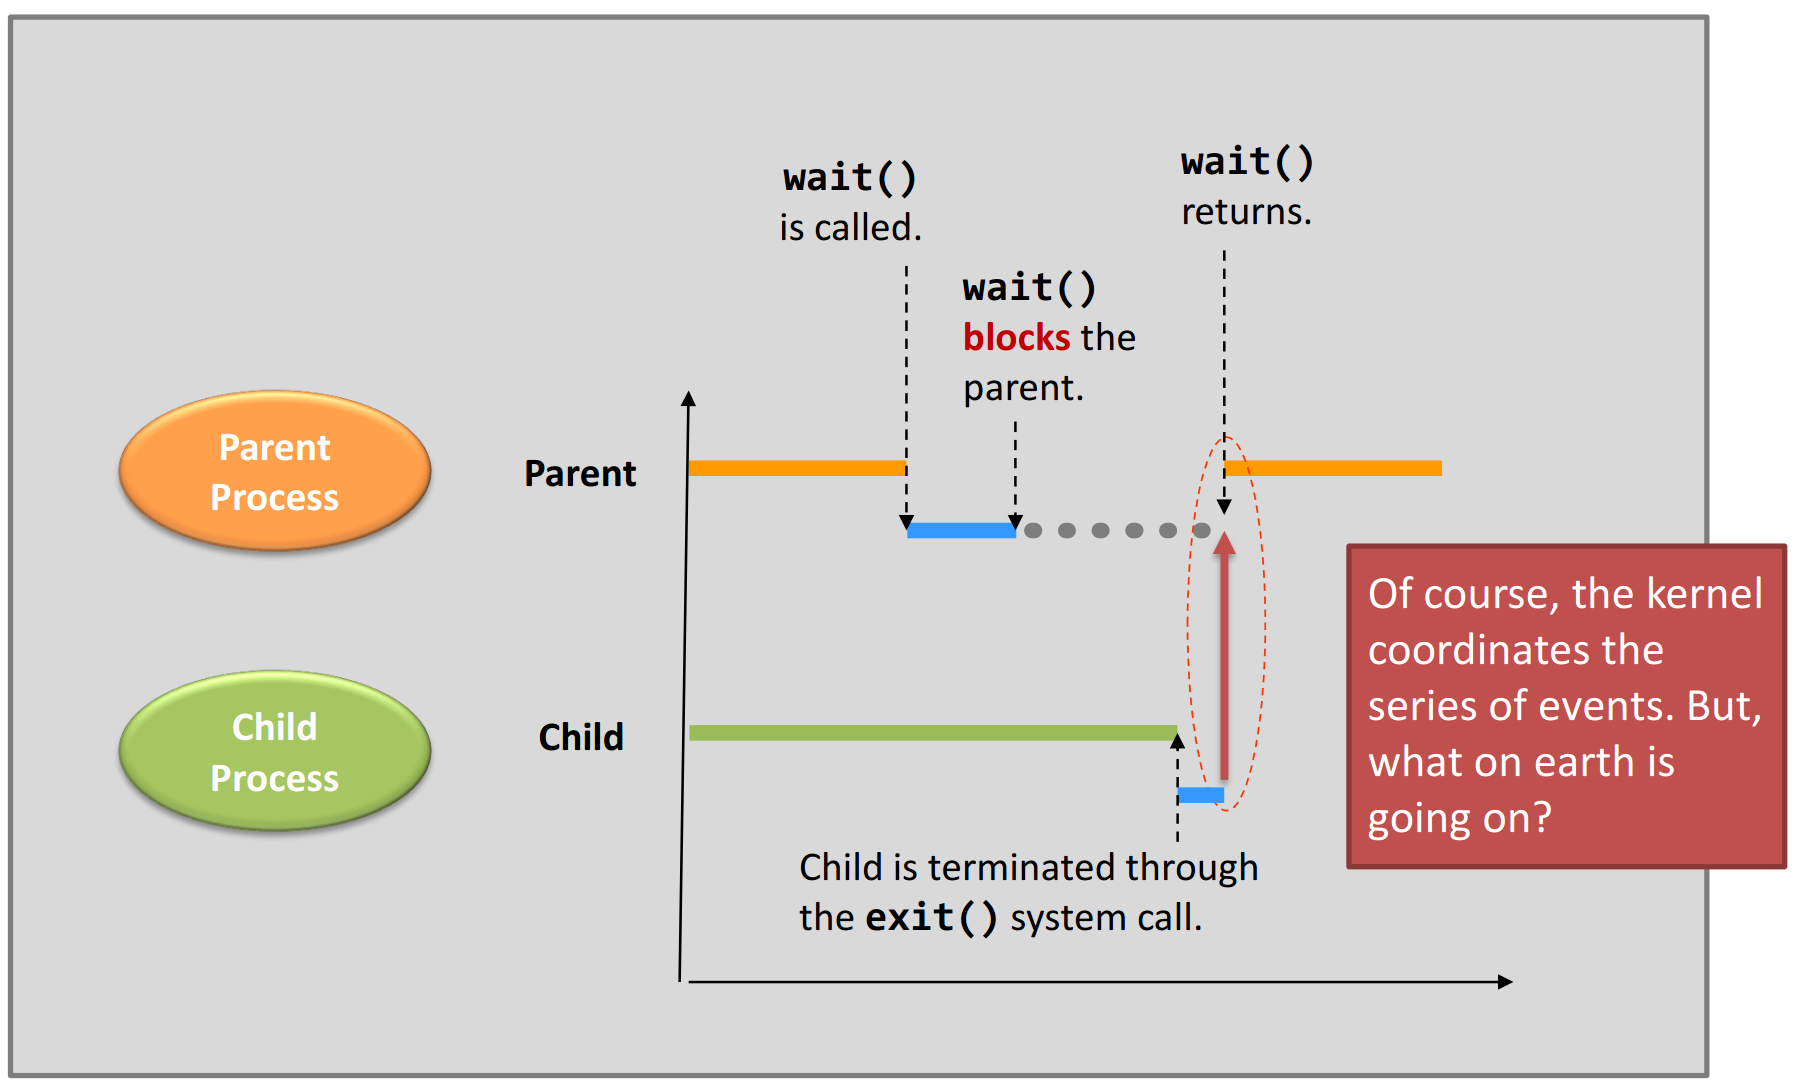 wait()
is called.
wait()
returns.
wait()
blocks the
parent.
Parent
Process
Parent
Child
Process
Child
Of course, the kernel
coordinates the
series of events. But,
what on earth is
going on?
Child is terminated through
the exit() system call.